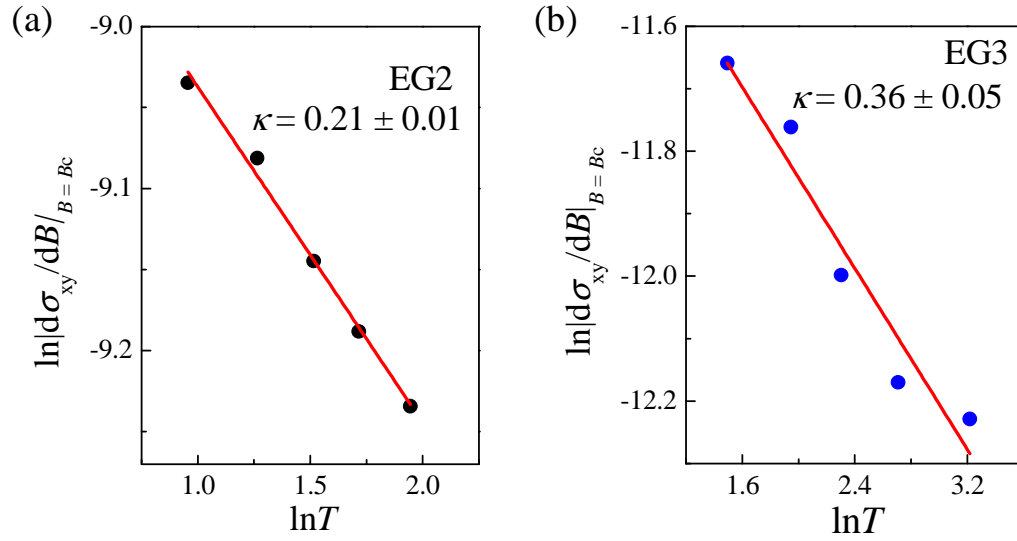 (a)
-9.0
-9.1
-9.2
1.0
1.5
2.0
lnT
ln|dσxy/dB|B = Bc
EG2
κ = 0.21 ± 0.01
(b)
-11.6
-11.8
-12.0
-12.2
1.6
2.4
3.2
lnT
ln|dσxy/dB|B = Bc
EG3
κ = 0.36 ± 0.05